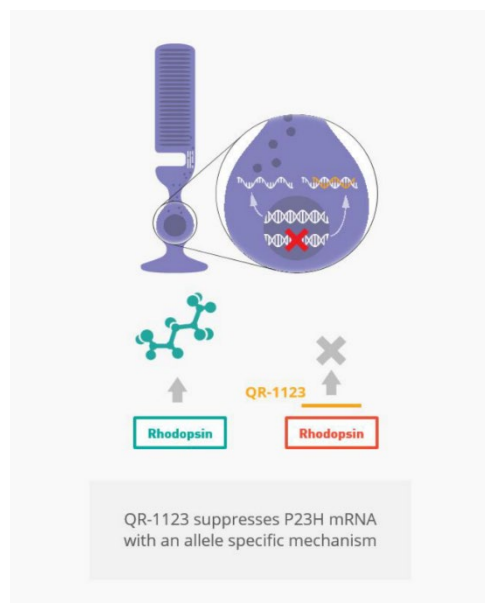 QR-1123
Rhodopsin
Rhodopsin
QR-1123 suppresses P23H mRNA
with an allele specific mechanism